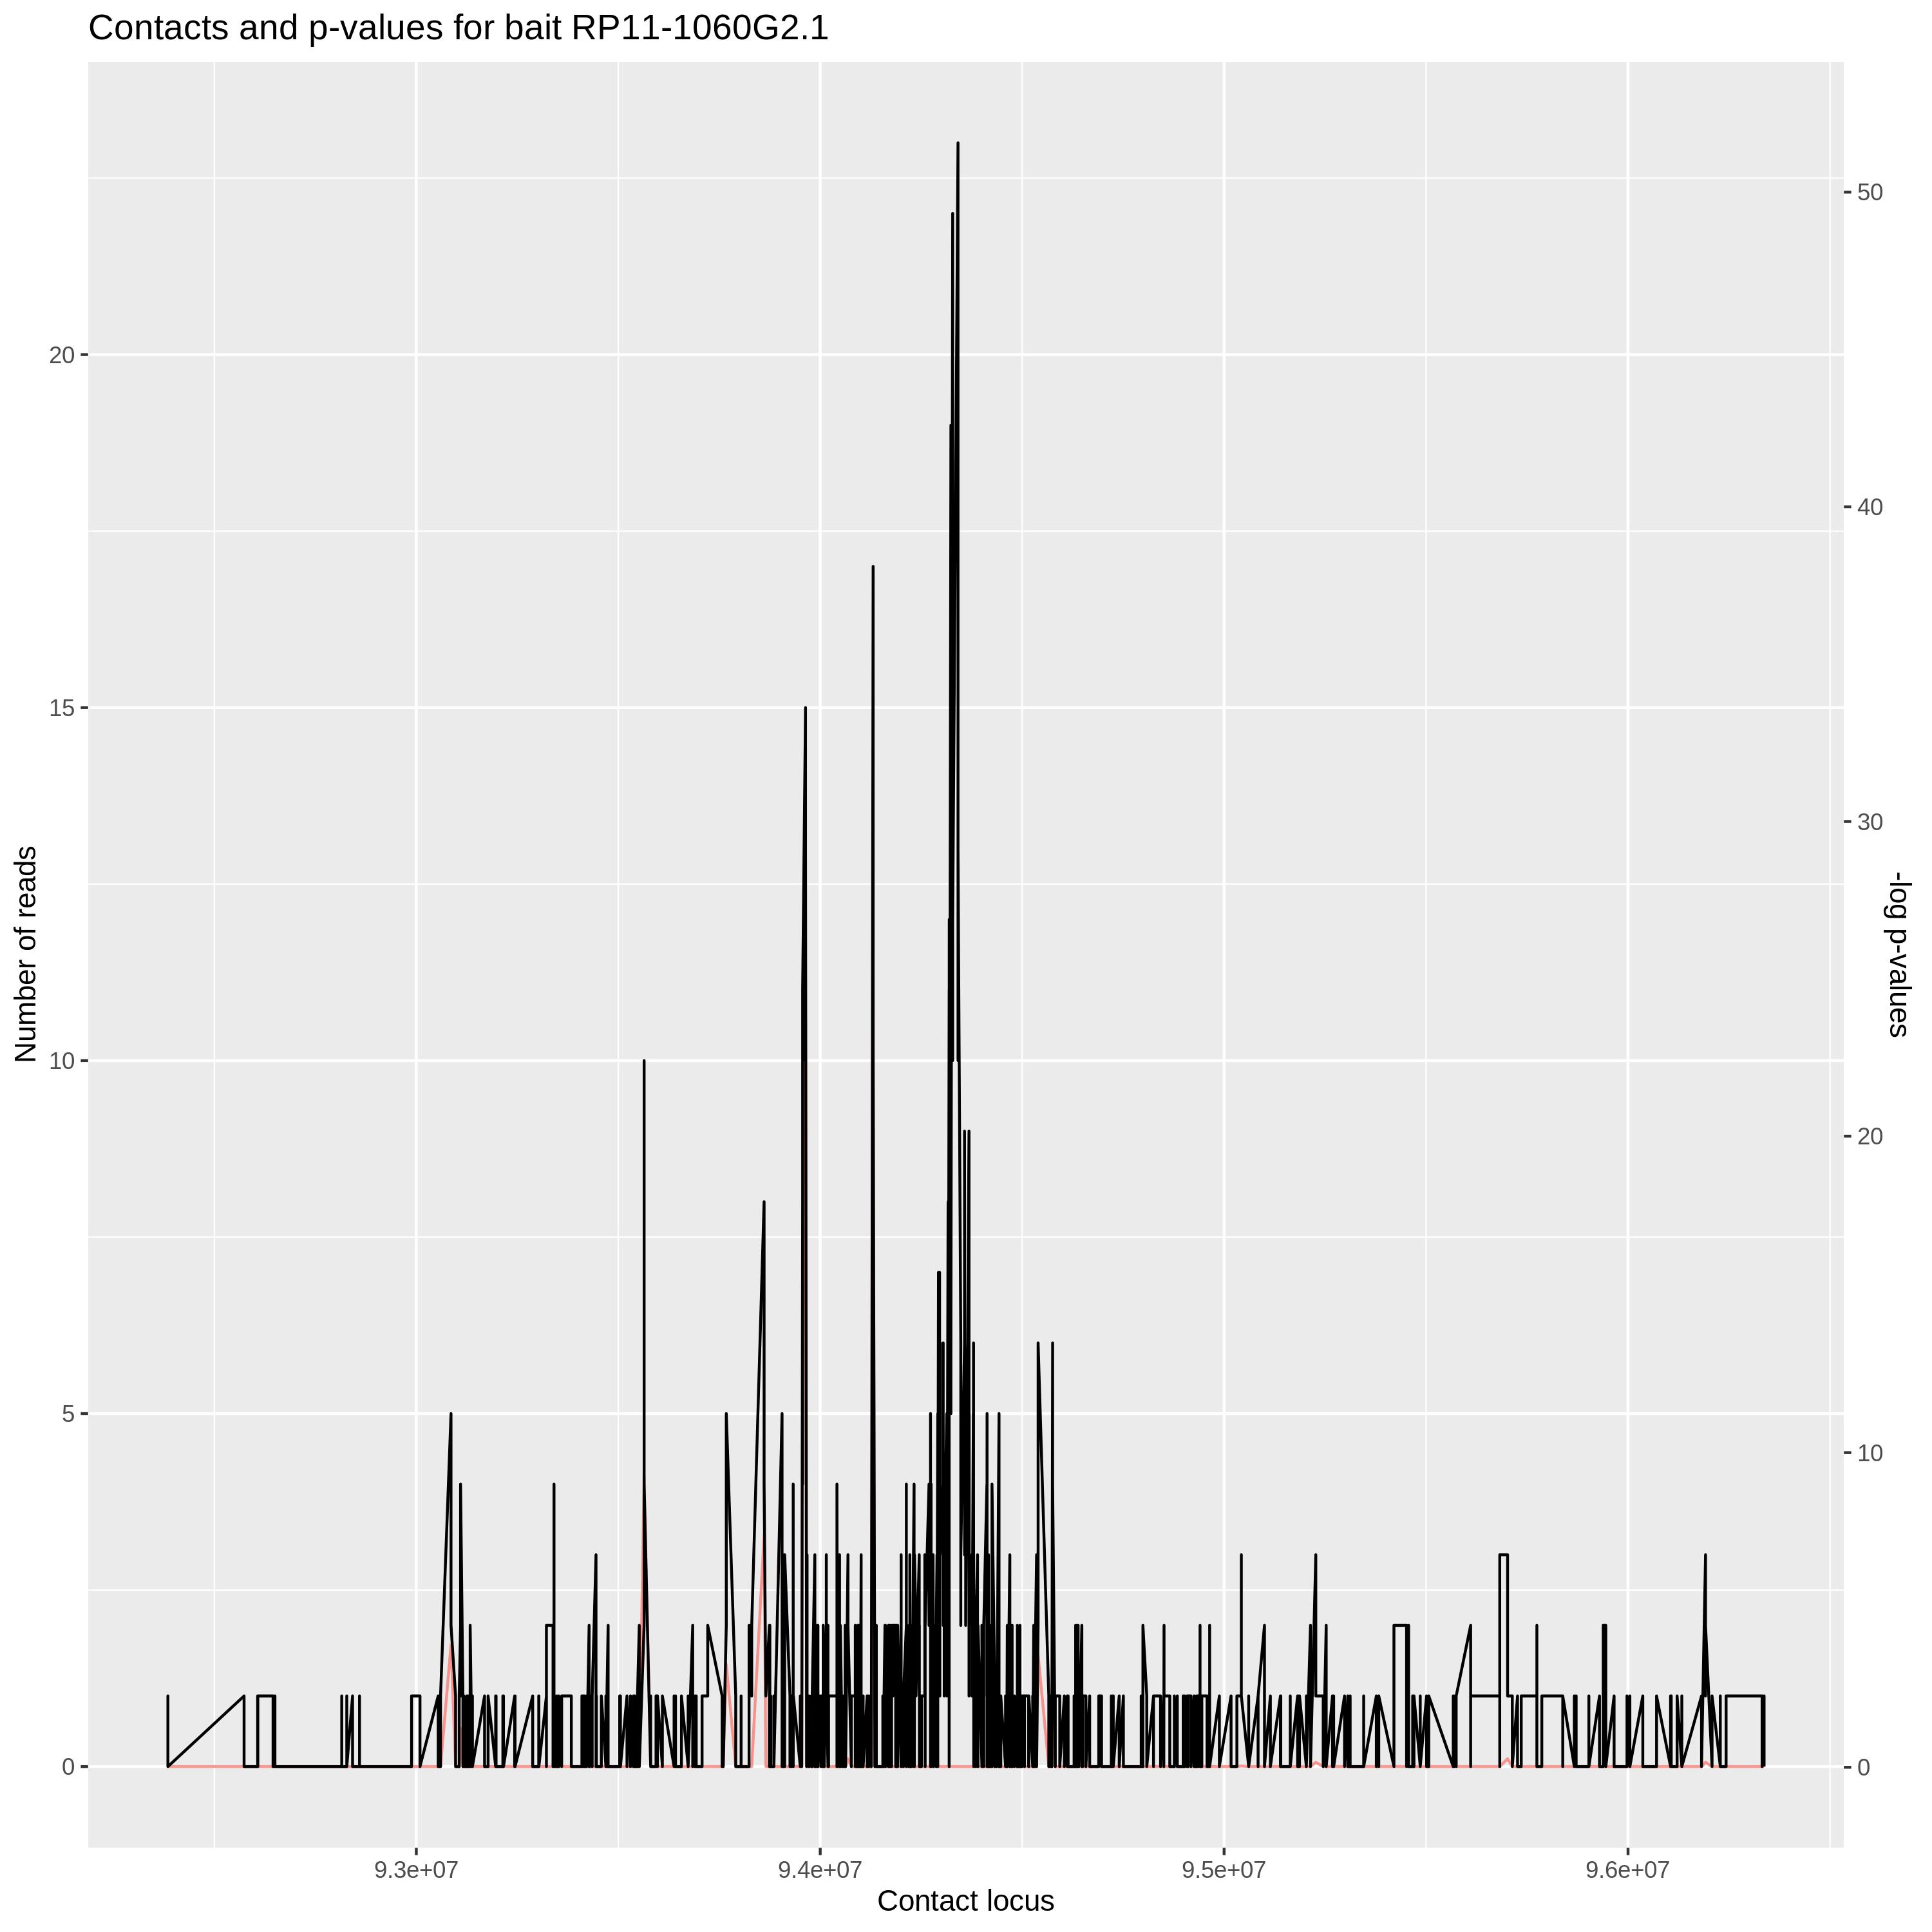 Contacts and p-values for bait RP11-1060G2.1
20
15
10
5
0
Number of reads
50
40
30
20
10
0
-log p-values
9.3e+07
9.4e+07
9.5e+07
9.6e+07
Contact locus